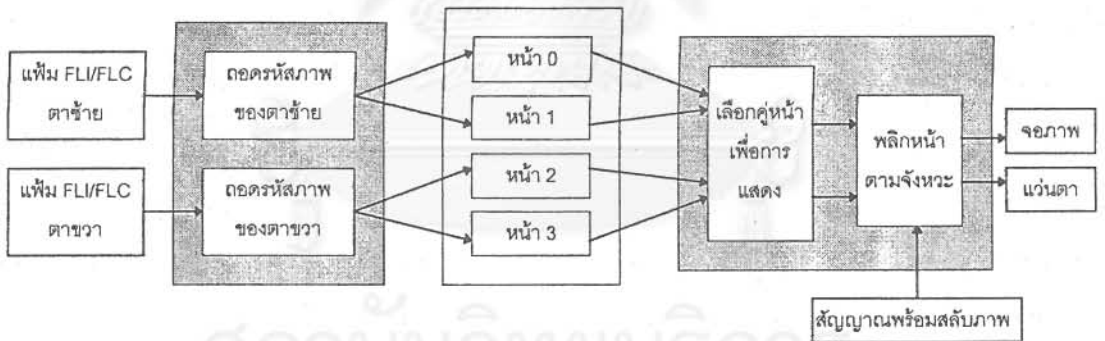 แฟ้ม FLI/FLC
ตาซ้าย
ถอดรหัสภาพ
ของตาซ้าย
หน้า 0
หน้า 1
แฟ้ม FLI/FLC
ตาขวา
ถอดรหัสภาพ
ของตาขวา
หน้า 2
หน้า 3
เลือกคู่หน้า
เพื่อการ
แสดง
พลิกหน้า
ตามจังหวะ
จอภาพ
แว่นตา
สัญญาณพร้อมสลับภาพ